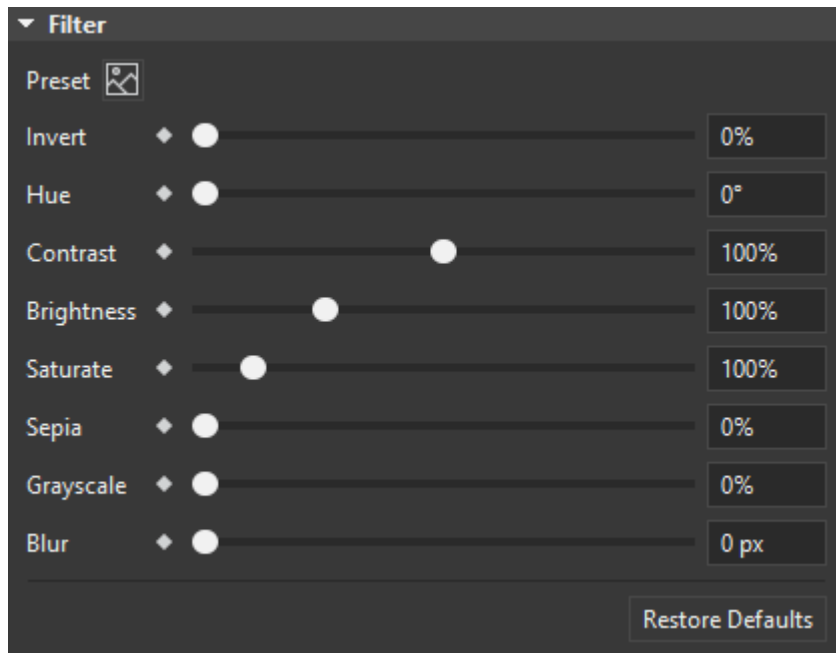 Filter
Preset
Invert 0%
Hue 0°
Contrast 100%
Brightness 100%
Saturate 100%
Sepia 0%
Grayscale 0%
Blur 0 px
Restore Defaults